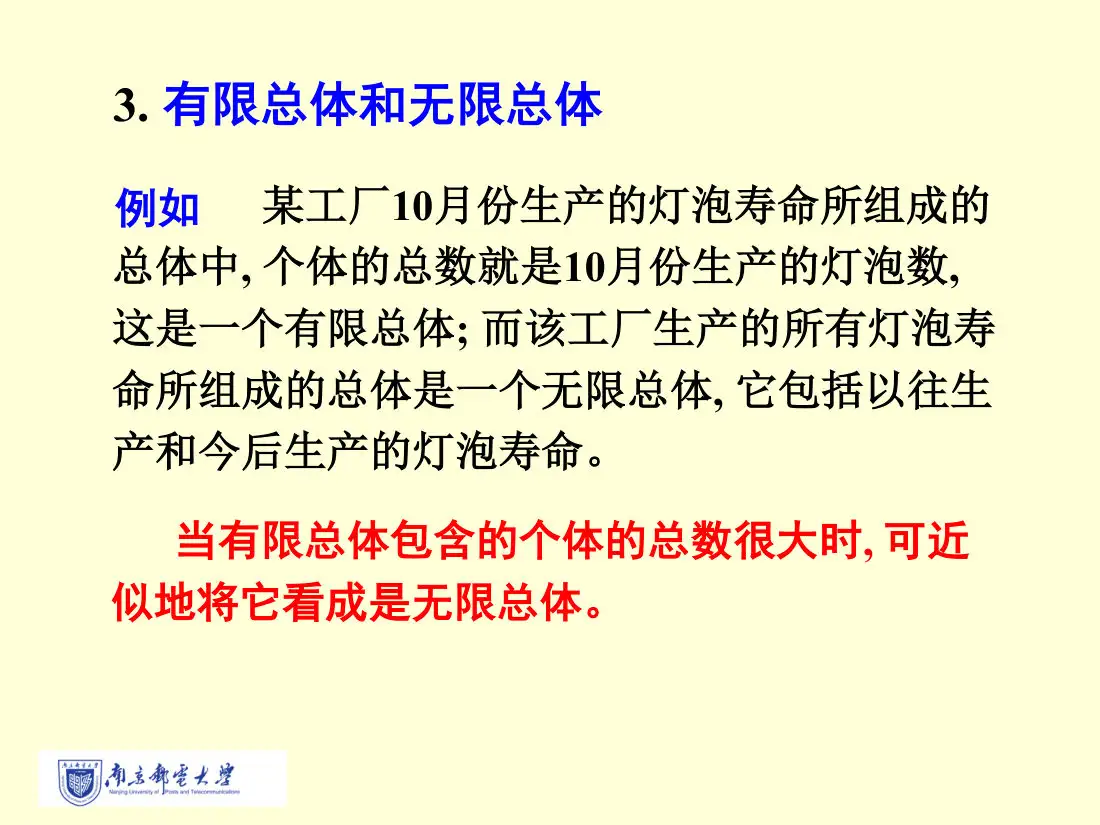 3. 有限总体和无限总体
例如 某工厂10月份生产的灯泡寿命所组成的
总体中, 个体的总数就是10月份生产的灯泡数,
这是一个有限总体; 而该工厂生产的所有灯泡寿
命所组成的总体是一个无限总体, 它包括以往生
产和今后生产的灯泡寿命。
当有限总体包含的个体的总数很大时, 可近
似地将它看成是无限总体。
南京邮电大学
Nanjing University of Posts and Telecommunications